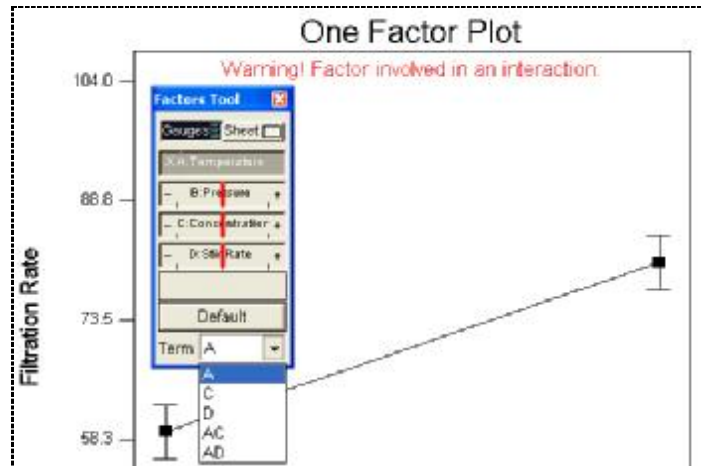 One Factor Plot
Warning! Factor involved in an interaction.
104.0
Factors Tool
Gauges Sheet
X:A:Temperature
88.8
- B:Pressure +
- C:Concentration +
- D:Stir Rate +
Filtration Rate
73.5
Default
Term A
A
C
D
AC
AD
58.3